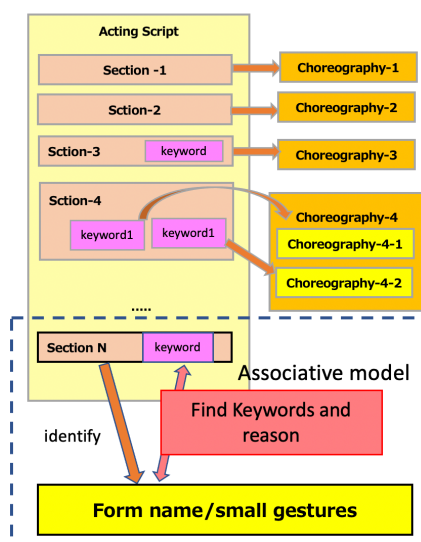 Acting Script
Section -1
Choreography-1
Sction-2
Choreography-2
Sction-3
keyword
Choreography-3
Sction-4
keyword1
keyword1
Choreography-4
Choreography-4-1
Choreography-4-2
.....
Section N
keyword
Associative model
Find Keywords and
reason
identify
Form name/small gestures